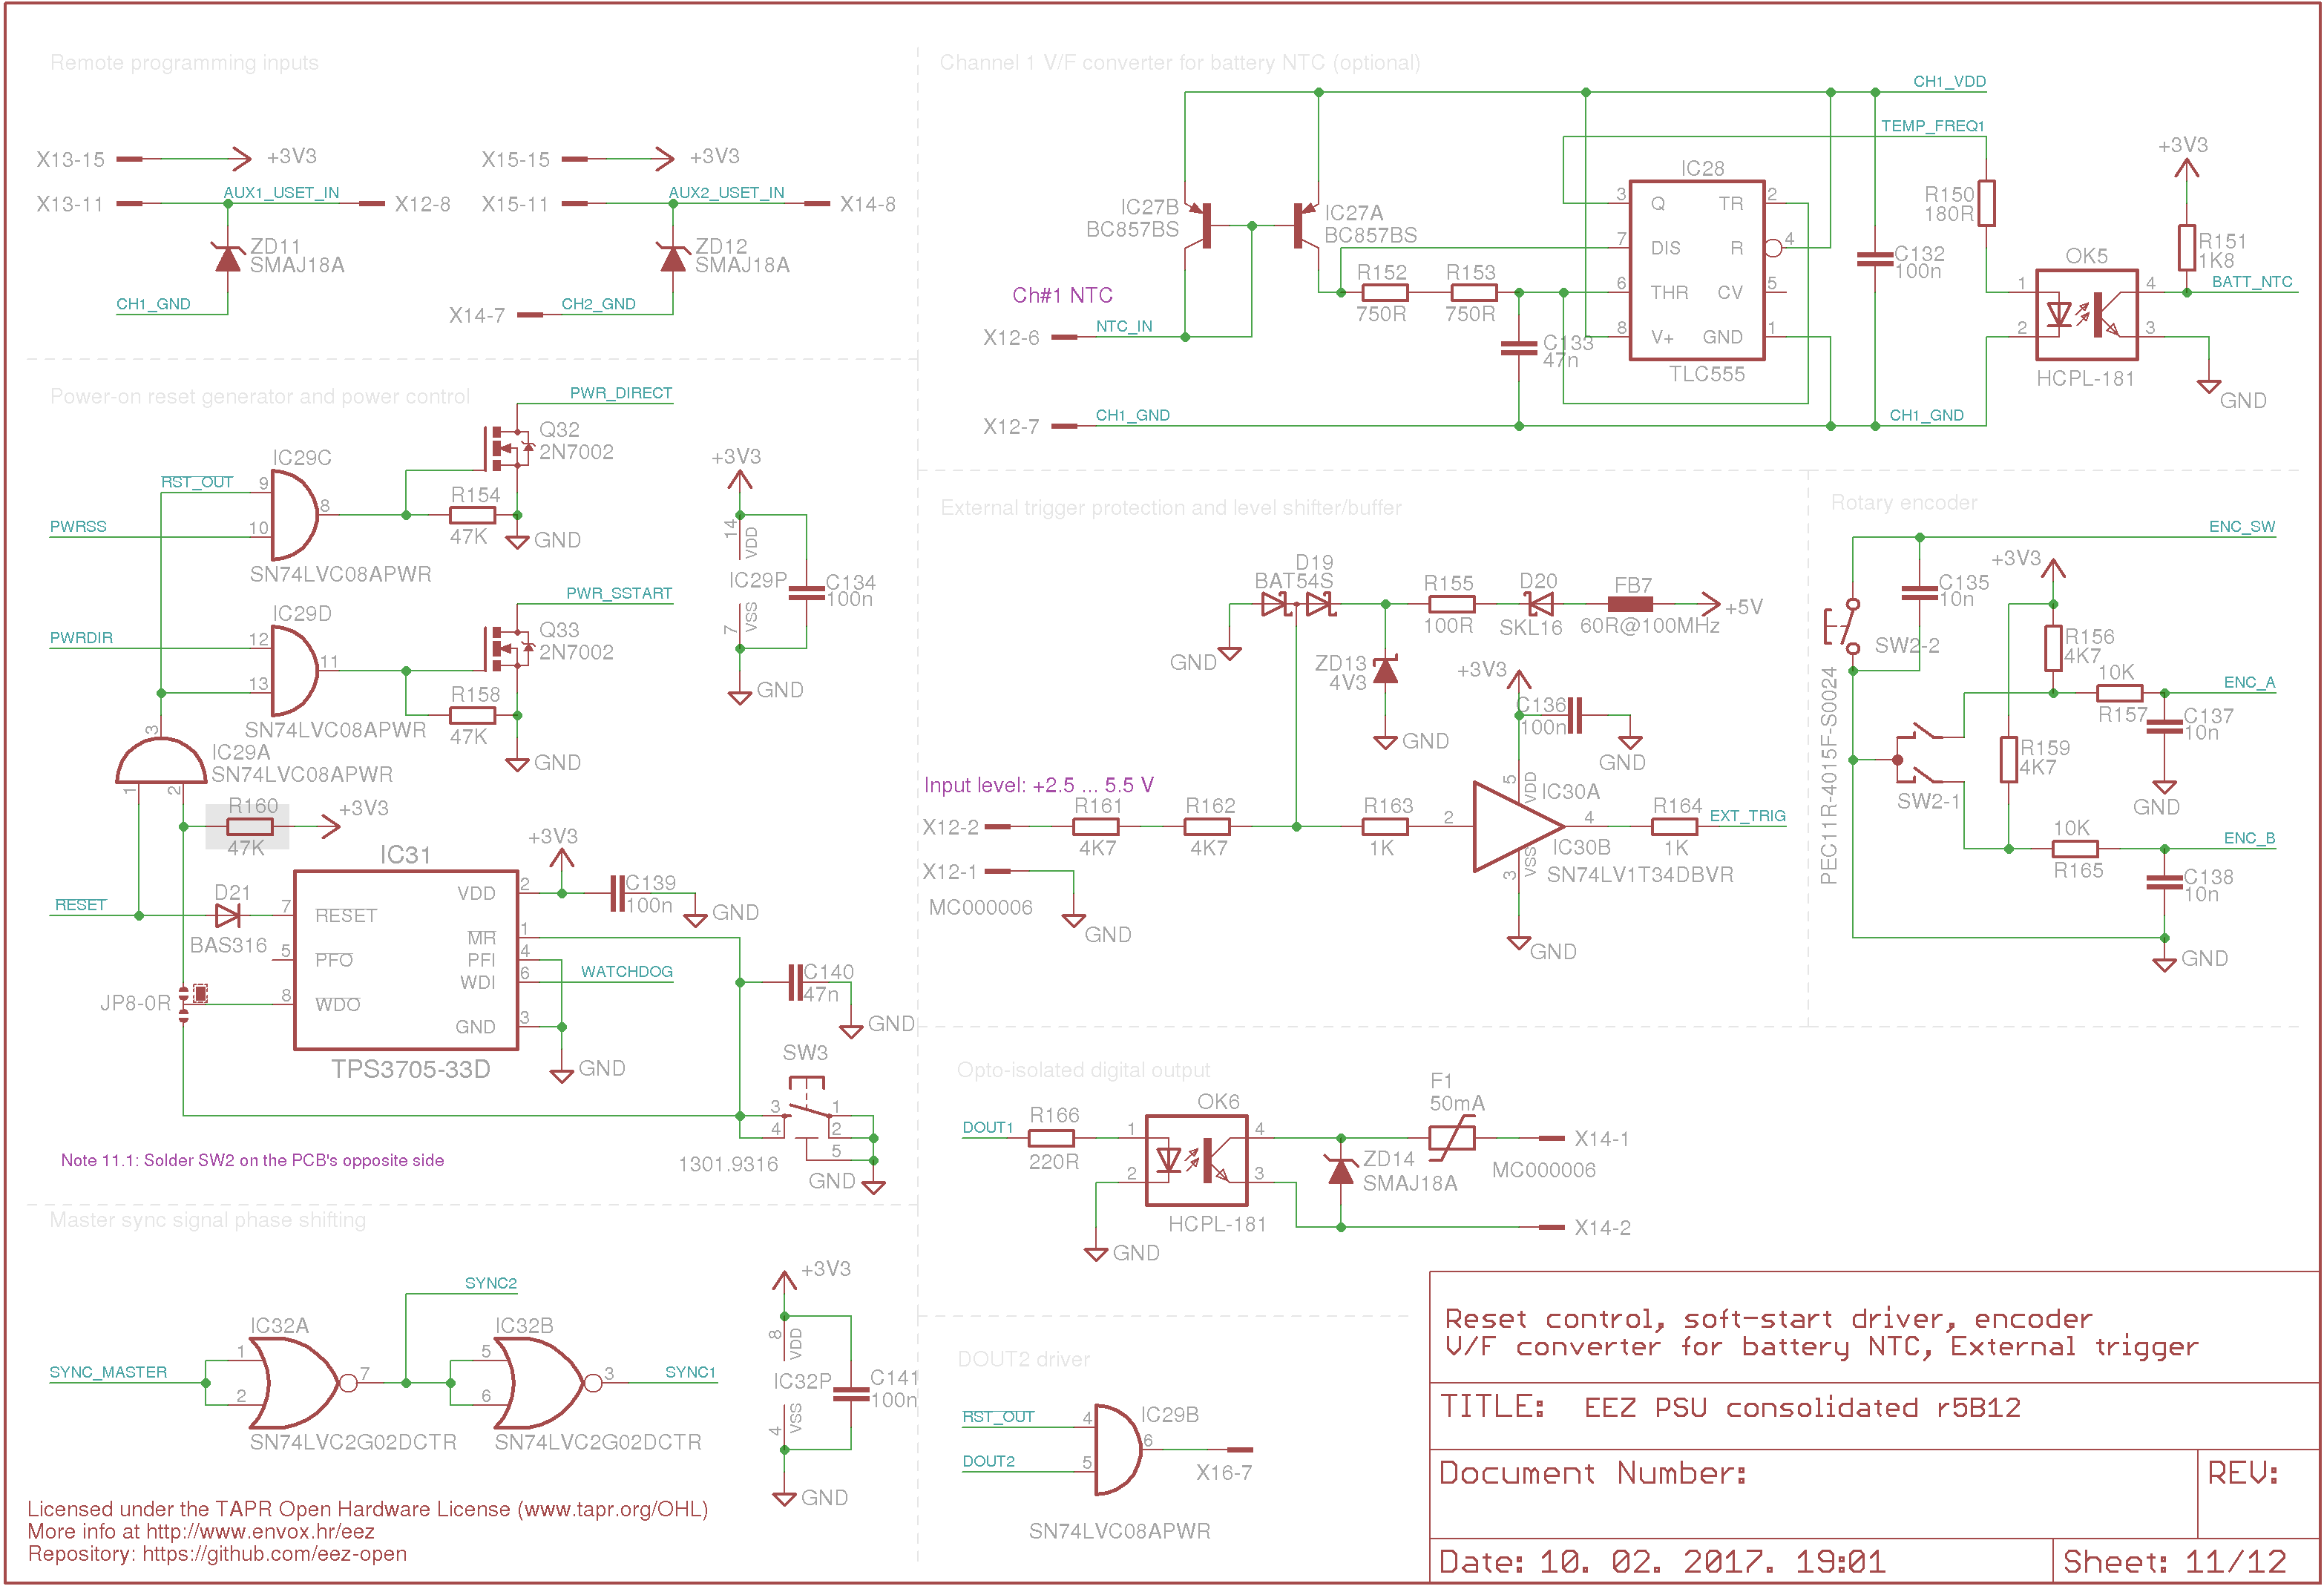 Remote programming inputs
X13-15
+3V3
X15-15
+3V3
X13-11
AUX1_USET_IN
X12-8
X15-11
AUX2_USET_IN
X14-8
ZD11
SMAJ18A
ZD12
SMAJ18A
CH1_GND
X14-7
CH2_GND
Channel 1 V/F converter for battery NTC (optional)
CH1_VDD
TEMP_FREQ1
IC27B
BC857BS
IC27A
BC857BS
IC28
3
Q
TR
2
7
DIS
R
4
6
THR
CV
5
8
V+
GND
1
TLC555
R152
750R
R153
750R
C133
47n
C132
100n
R150
180R
+3V3
R151
1K8
OK5
1
2
4
3
HCPL-181
BATT_NTC
GND
Ch#1 NTC
X12-6
NTC_IN
X12-7
CH1_GND
CH1_GND
Power-on reset generator and power control
PWR_DIRECT
Q32
2N7002
IC29C
RST_OUT
9
10
8
PWRSS
R154
47K
GND
SN74LVC08APWR
PWR_SSTART
Q33
2N7002
IC29D
PWRDIR
12
13
11
R158
47K
GND
SN74LVC08APWR
+3V3
14
VDD
IC29P
C134
100n
7
VSS
GND
3
IC29A
SN74LVC08APWR
1
2
R160
47K
+3V3
IC31
+3V3
RESET
D21
BAS316
7
RESET
5
PFO
8
WDO
VDD
2
MR
1
PFI
4
WDI
6
GND
3
TPS3705-33D
C139
100n
GND
WATCHDOG
JP8-0R
C140
47n
GND
GND
SW3
3
4
1
2
5
1301.9316
GND
Note 11.1: Solder SW2 on the PCB's opposite side
External trigger protection and level shifter/buffer
D19
BAT54S
R155
100R
D20
SKL16
FB7
60R@100MHz
+5V
GND
ZD13
4V3
GND
+3V3
C136
100n
GND
Input level: +2.5 ... 5.5 V
X12-2
R161
4K7
R162
4K7
R163
1K
2
5
VDD
IC30A
4
R164
1K
EXT_TRIG
3
VSS
IC30B
SN74LV1T34DBVR
GND
X12-1
MC000006
GND
Rotary encoder
ENC_SW
C135
10n
+3V3
SW2-2
PEC11R-4015F-S0024
R156
4K7
10K
R157
ENC_A
C137
10n
GND
R159
4K7
SW2-1
10K
R165
ENC_B
C138
10n
GND
Opto-isolated digital output
DOUT1
R166
220R
OK6
1
2
4
3
HCPL-181
GND
F1
50mA
X14-1
MC000006
ZD14
SMAJ18A
X14-2
Master sync signal phase shifting
SYNC2
IC32A
SYNC_MASTER
1
2
7
SN74LVC2G02DCTR
IC32B
5
6
3
SYNC1
SN74LVC2G02DCTR
+3V3
8
VDD
IC32P
C141
100n
4
VSS
GND
DOUT2 driver
RST_OUT
4
DOUT2
5
IC29B
6
X16-7
SN74LVC08APWR
Licensed under the TAPR Open Hardware License (www.tapr.org/OHL)
More info at http://www.envox.hr/eez
Repository: https://github.com/eez-open
Reset control, soft-start driver, encoder
V/F converter for battery NTC, External trigger
TITLE: EEZ PSU consolidated r5B12
Document Number:
REV:
Date: 10. 02. 2017. 19:01
Sheet: 11/12